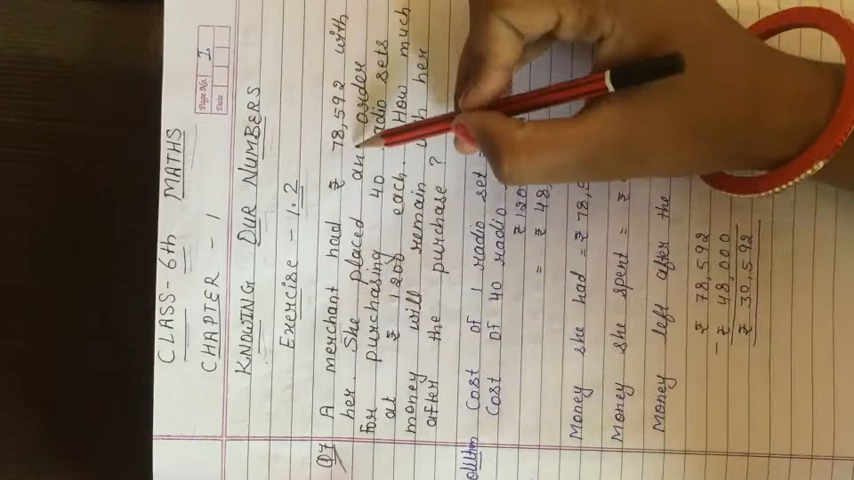 Page No. 1.
Date
CLASS- 6th MATHS
CHAPTER - 1
KNOWING OUR NUMBERS
Exercise - 1.2
Q7 A merchant had ₹ 78,592 with
her. She placed an order
For purchasing 40 radio sets
at ₹ 1200 each. How much
money will remain with her
after the purchase ?
Solution Cost of 1 radio set =
Cost of 40 radio
= ₹ 48,
Money she had = ₹ 78,5
Money she spent = ₹
Money left after the
₹ 78,592
- ₹ 48,000
₹ 30,592